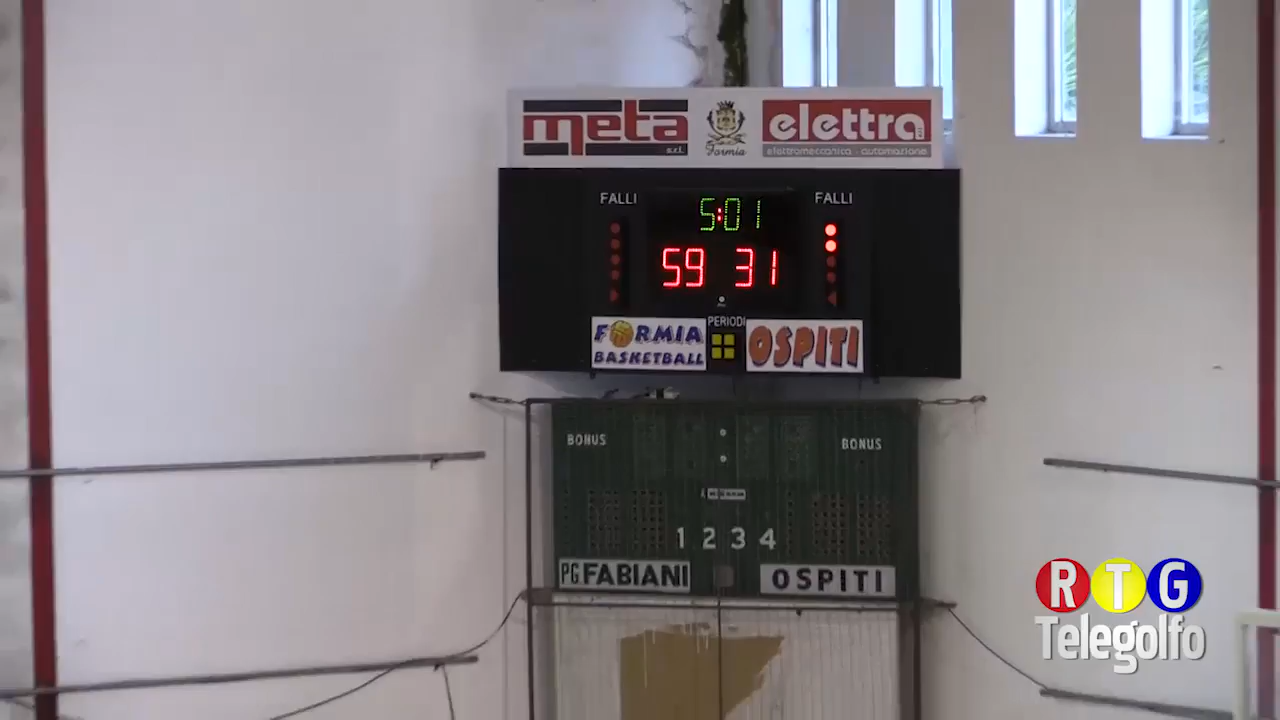 meta
s.r.l.
Formia
elettra
elettromeccanica - automazione
FALLI
5:01
FALLI
59 31
PERIODI
FORMIA
BASKETBALL
OSPITI
BONUS
BONUS
1 2 3 4
PG. FABIANI
OSPITI
RTG
Telegolfo